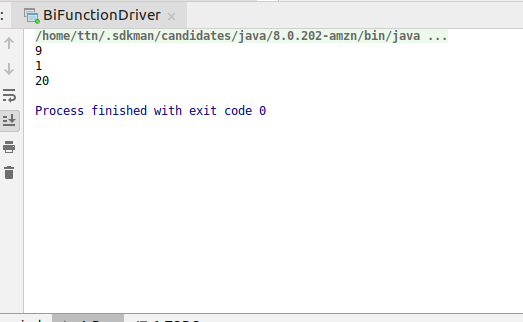 : BiFunctionDriver ×
/home/ttn/.sdkman/candidates/java/8.0.202-amzn/bin/java ...
9
1
20
Process finished with exit code 0